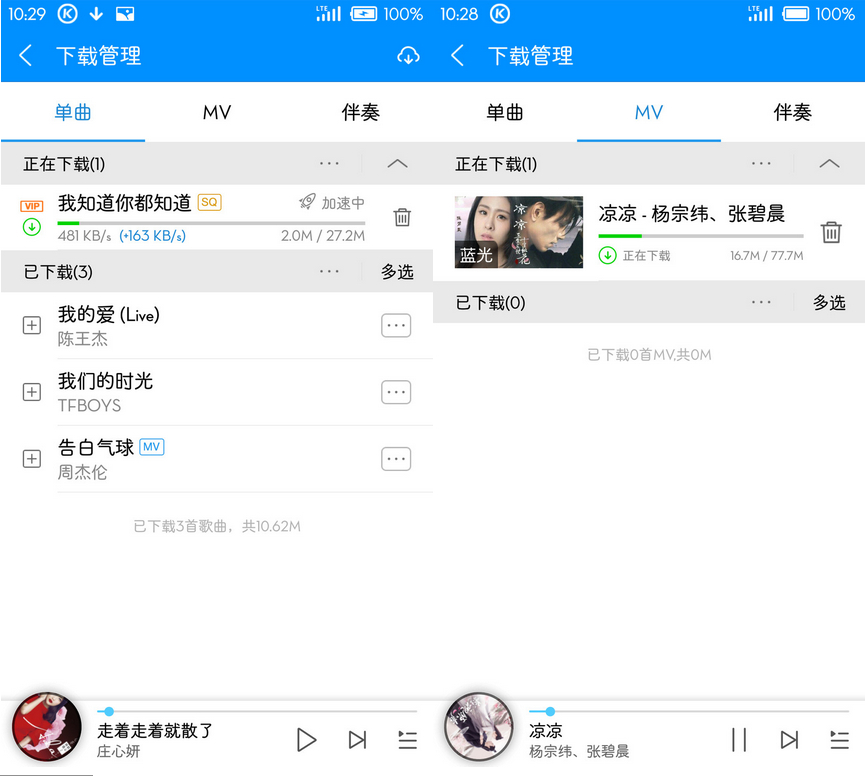 10:29 K LTE 100%
下载管理
单曲 MV 伴奏
正在下载(1) ···
VIP 我知道你都知道 SQ 加速中
481 KB/s (+163 KB/s) 2.0M / 27.2M
已下载(3) ··· 多选
我的爱 (Live)
陈王杰
我们的时光
TFBOYS
告白气球 MV
周杰伦
已下载3首歌曲，共10.62M
走着走着就散了
庄心妍
10:28 K LTE 100%
下载管理
单曲 MV 伴奏
正在下载(1) ···
凉凉 - 杨宗纬、张碧晨
凉凉
蓝光
正在下载 16.7M / 77.7M
已下载(0) ··· 多选
已下载0首MV,共0M
凉凉
杨宗纬、张碧晨